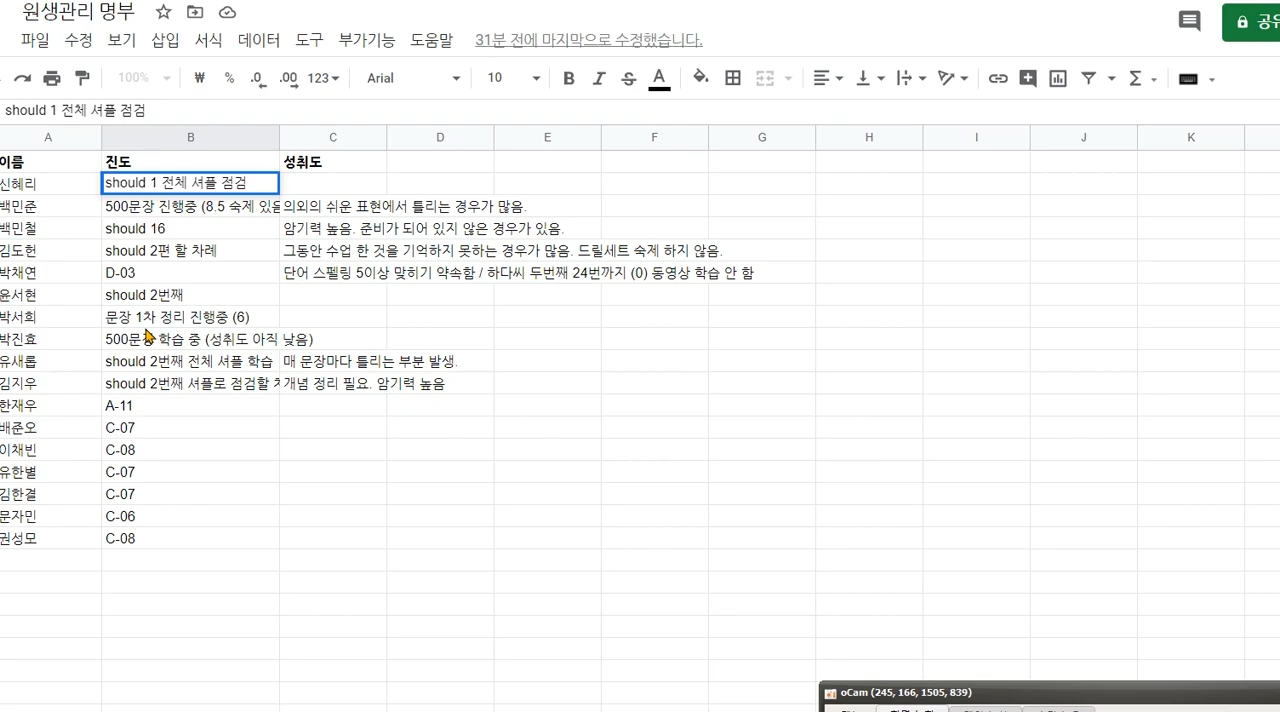 원생관리 명부
파일 수정 보기 삽입 서식 데이터 도구 부가기능 도움말 31분 전에 마지막으로 수정했습니다.
공유
100% ₩ % .0 .00 123 Arial 10 B I S A
should 1 전체 셔플 점검
A B C D E F G H I J K
이름 진도 성취도
신혜리 should 1 전체 셔플 점검
백민준 500문장 진행중 (8.5 숙제 있음 의외의 쉬운 표현에서 틀리는 경우가 많음.
백민철 should 16 암기력 높음. 준비가 되어 있지 않은 경우가 있음.
김도헌 should 2편 할 차례 그동안 수업 한 것을 기억하지 못하는 경우가 많음. 드릴세트 숙제 하지 않음.
박채연 D-03 단어 스펠링 5이상 맞히기 약속함 / 하다씨 두번째 24번까지 (0) 동영상 학습 안 함
윤서현 should 2번째
박서희 문장 1차 정리 진행중 (6)
박진효 500문장 학습 중 (성취도 아직 낮음)
유새롭 should 2번째 전체 셔플 학습 매 문장마다 틀리는 부분 발생.
김지우 should 2번째 셔플로 점검할 개념 정리 필요. 암기력 높음
한재우 A-11
배준오 C-07
이채빈 C-08
유한별 C-07
김한결 C-07
문자민 C-06
권성모 C-08
oCam (245, 166, 1505, 839)